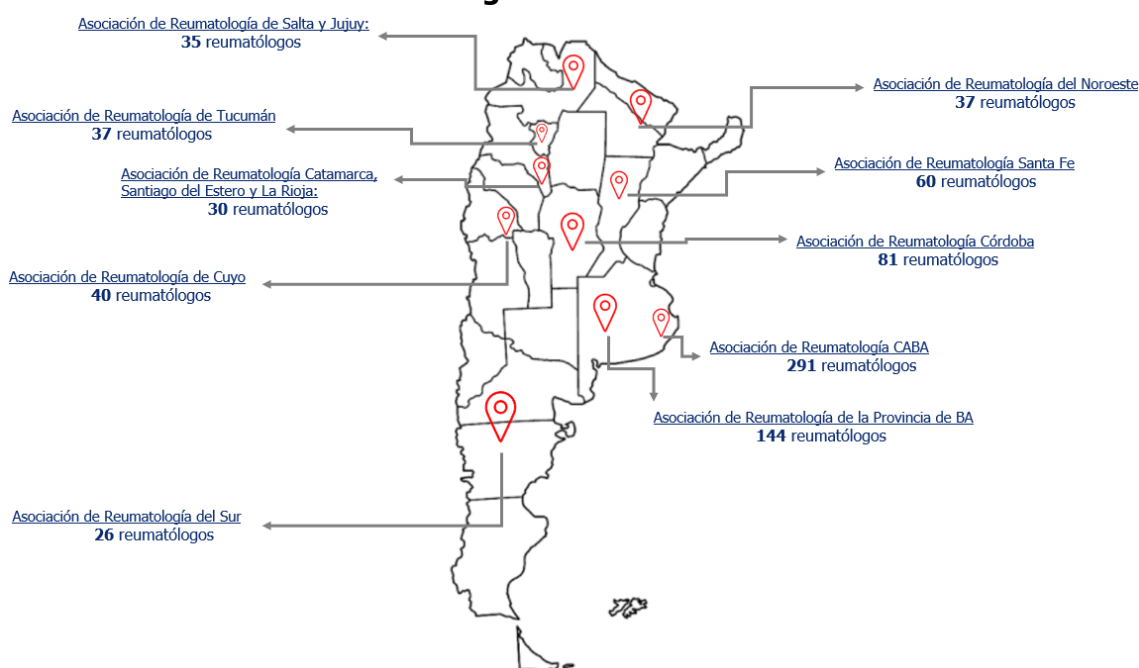 Asociación de Reumatología de Salta y Jujuy:
35 reumatólogos
Asociación de Reumatología del Noroeste
37 reumatólogos
Asociación de Reumatología de Tucumán
37 reumatólogos
Asociación de Reumatología Catamarca,
Santiago del Estero y La Rioja:
30 reumatólogos
Asociación de Reumatología Santa Fe
60 reumatólogos
Asociación de Reumatología Córdoba
81 reumatólogos
Asociación de Reumatología de Cuyo
40 reumatólogos
Asociación de Reumatología CABA
291 reumatólogos
Asociación de Reumatología de la Provincia de BA
144 reumatólogos
Asociación de Reumatología del Sur
26 reumatólogos